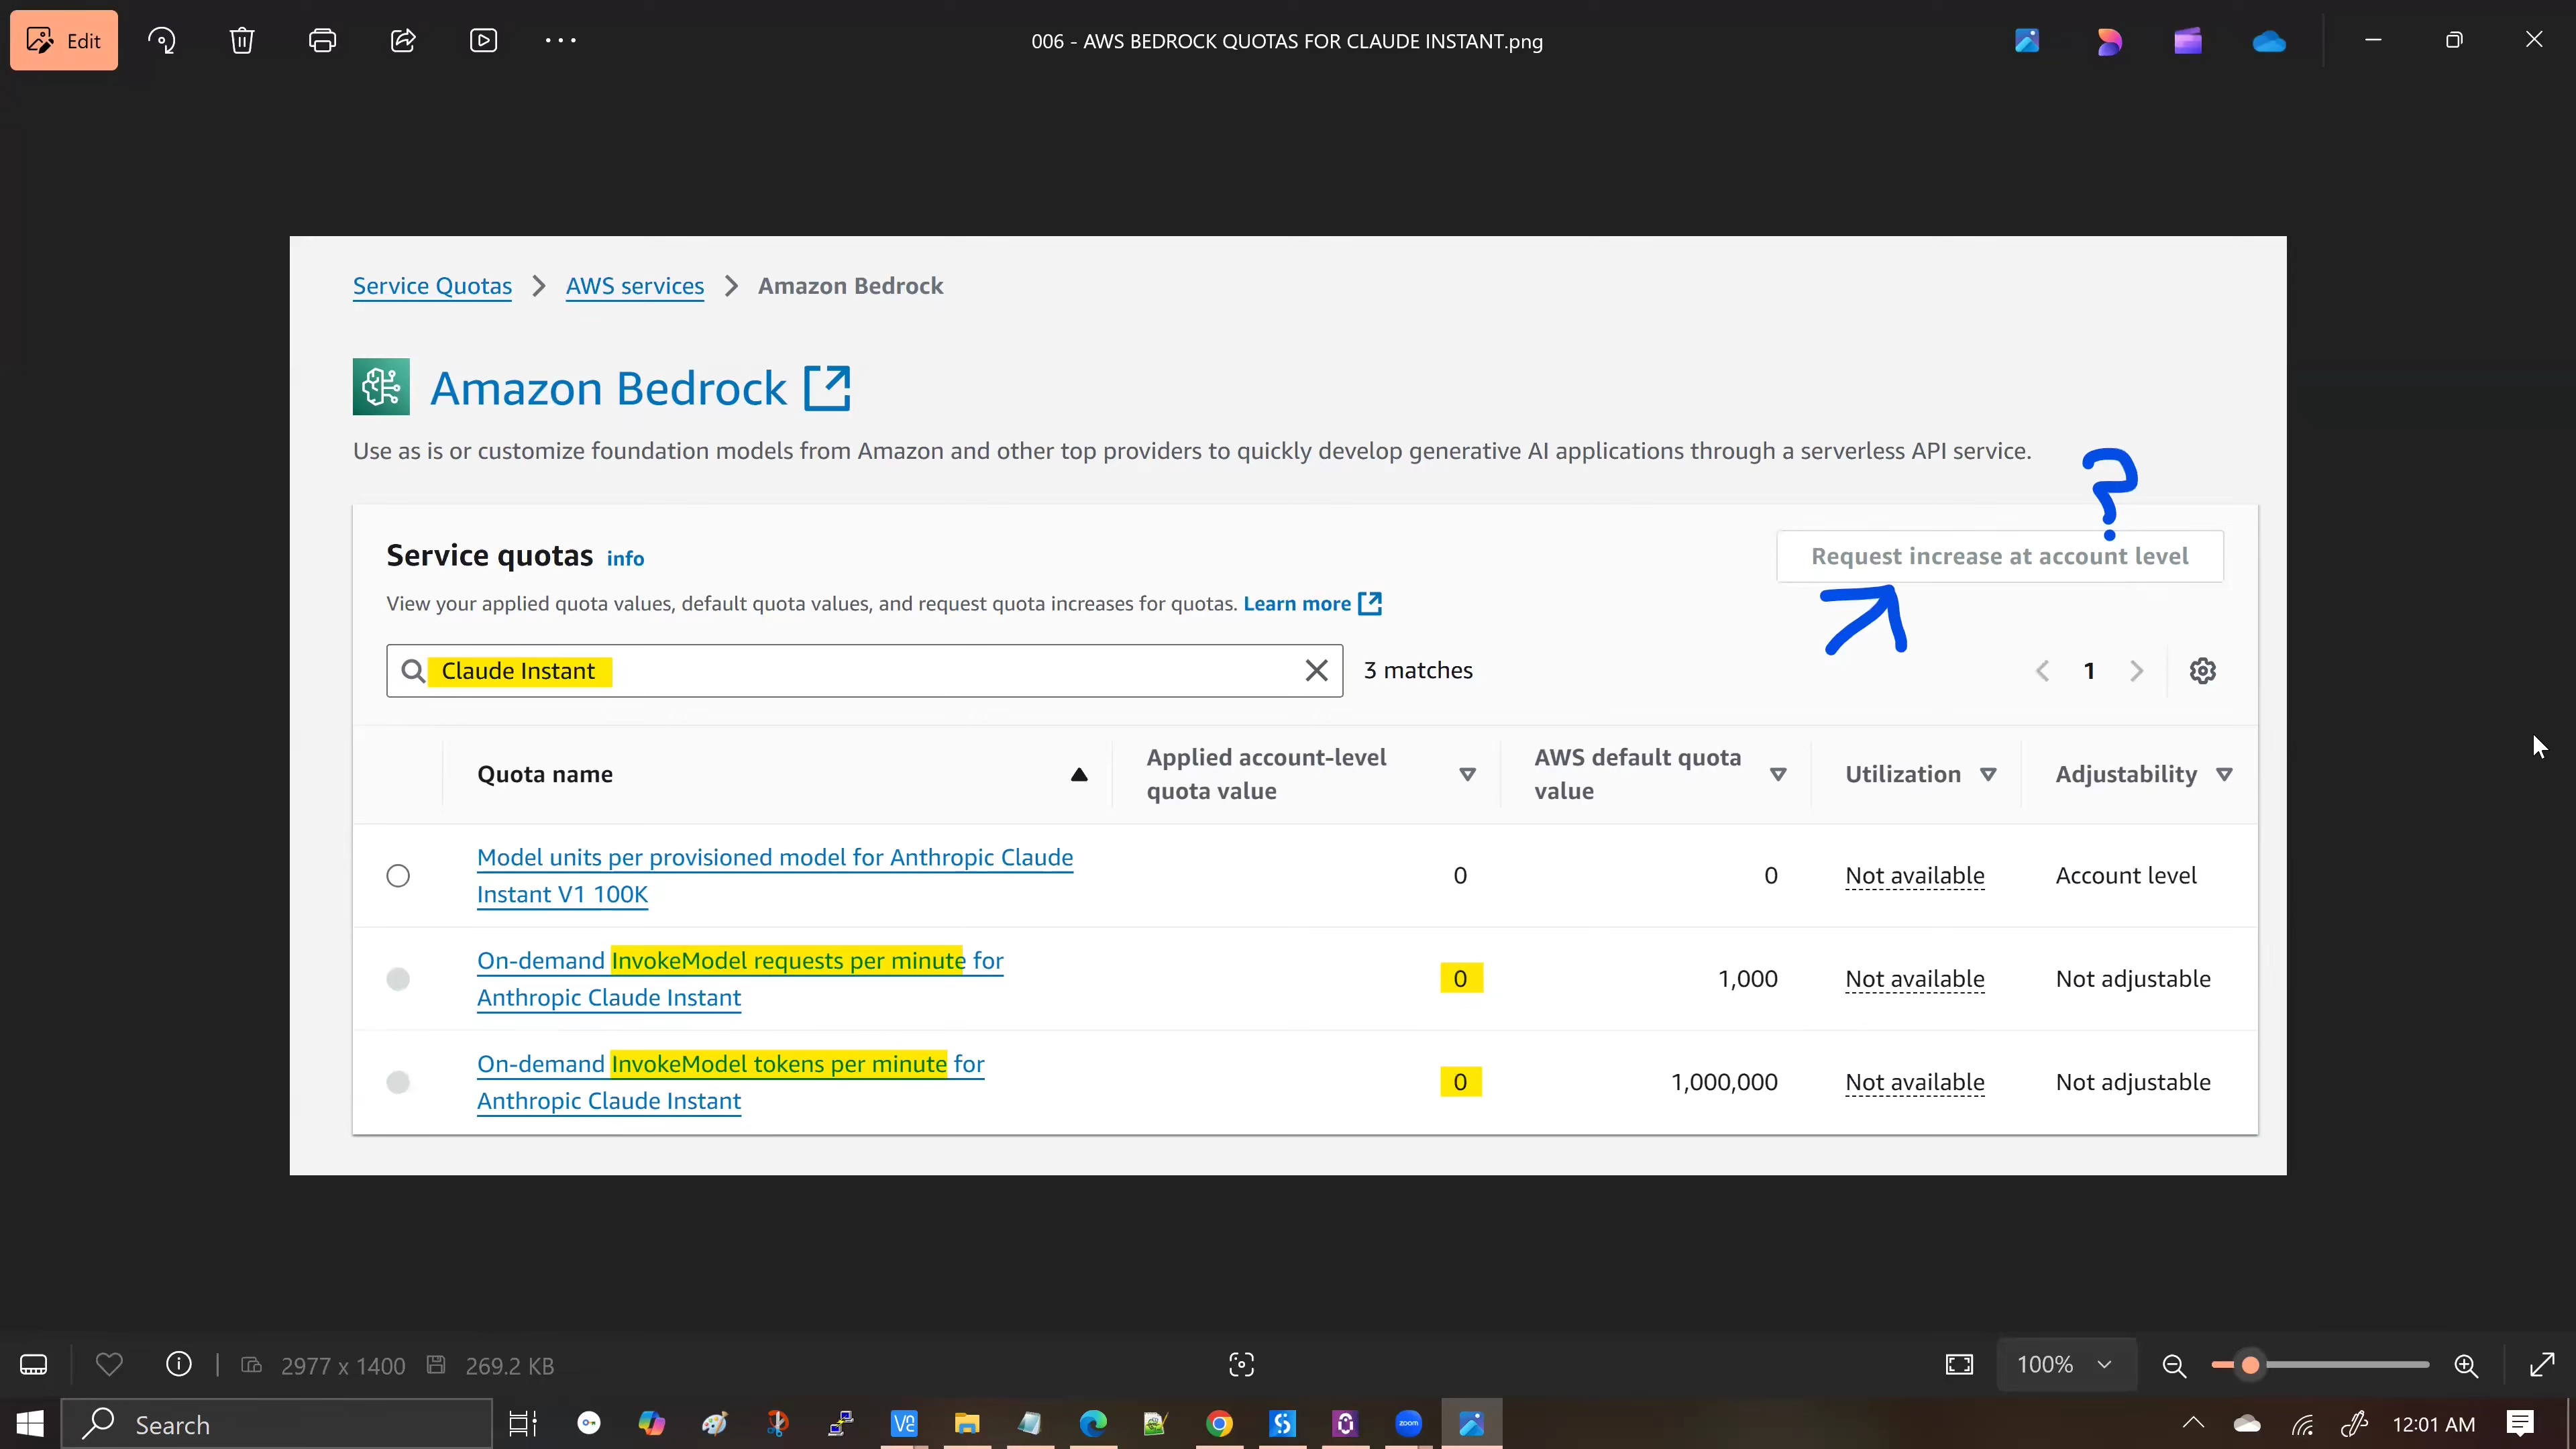 Edit
006 - AWS BEDROCK QUOTAS FOR CLAUDE INSTANT.png
Service Quotas > AWS services > Amazon Bedrock
Amazon Bedrock
Use as is or customize foundation models from Amazon and other top providers to quickly develop generative AI applications through a serverless API service.
?
Service quotas info
Request increase at account level
View your applied quota values, default quota values, and request quota increases for quotas. Learn more
Claude Instant
3 matches
1
Quota name
Applied account-level
quota value
AWS default quota
value
Utilization
Adjustability
Model units per provisioned model for Anthropic Claude
Instant V1 100K
0
0
Not available
Account level
On-demand InvokeModel requests per minute for
Anthropic Claude Instant
0
1,000
Not available
Not adjustable
On-demand InvokeModel tokens per minute for
Anthropic Claude Instant
0
1,000,000
Not available
Not adjustable
2977 x 1400
269.2 KB
100%
Search
zoom
12:01 AM